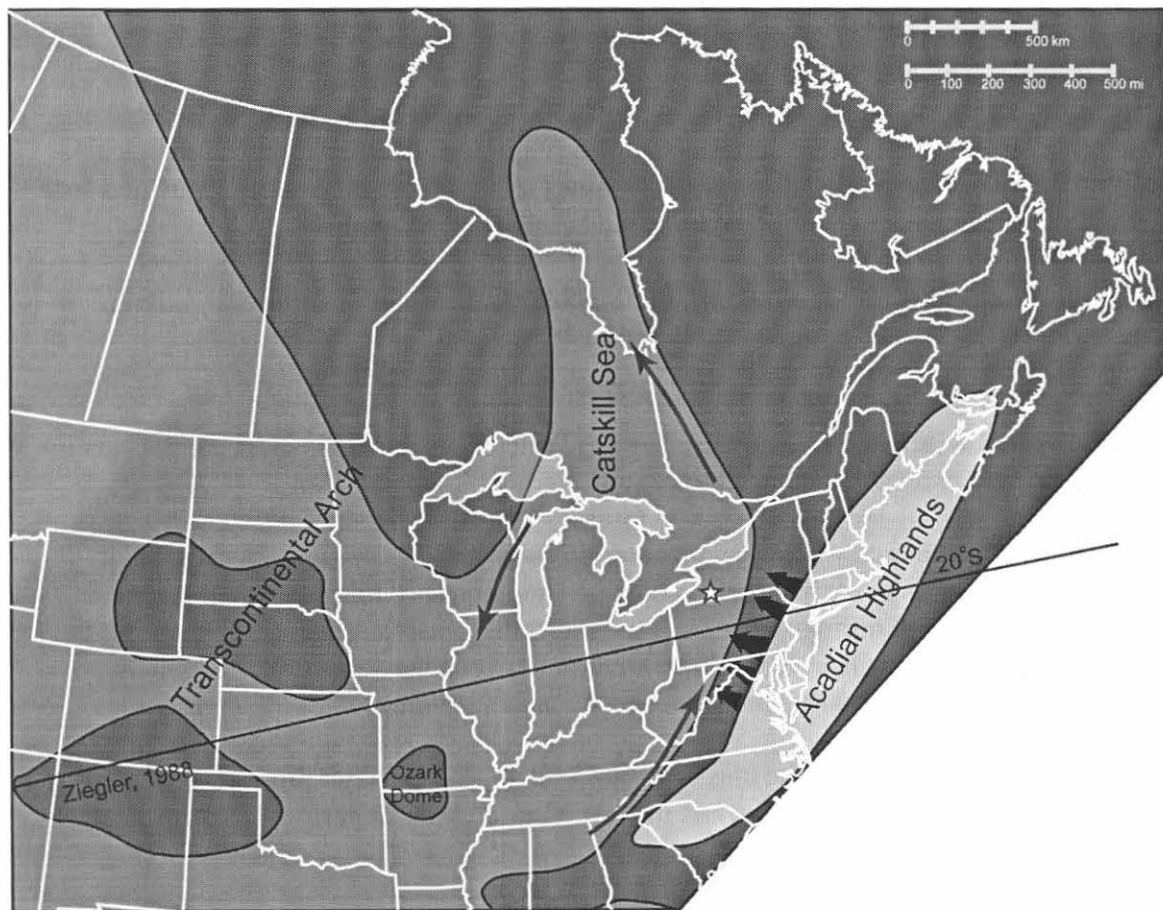 0 500 km
0 100 200 300 400 500 mi
Catskill Sea
Transcontinental Arch
Acadian Highlands
20°S
Ziegler, 1988
Ozark
Dome